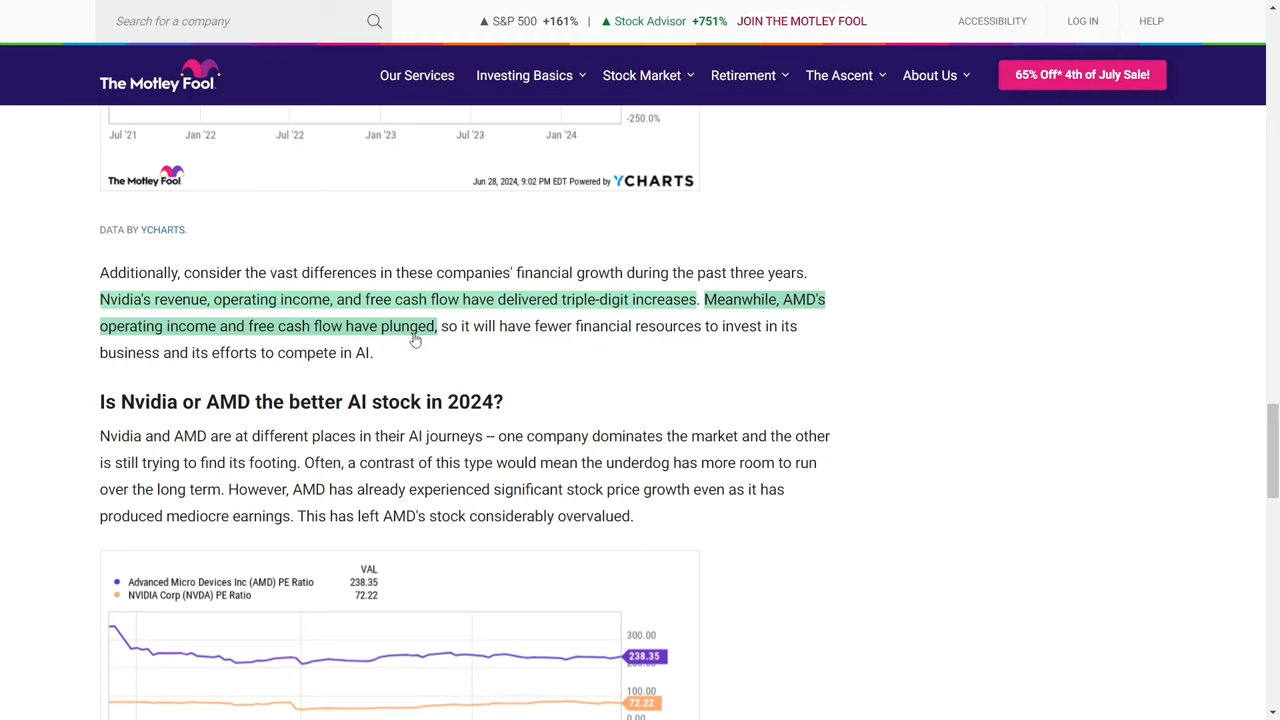 Search for a company
▲ S&P 500 +161% | ▲ Stock Advisor +751% JOIN THE MOTLEY FOOL
ACCESSIBILITY LOG IN HELP
The Motley Fool.
Our Services Investing Basics Stock Market Retirement The Ascent About Us
65% Off* 4th of July Sale!
-250.0%
Jul '21 Jan '22 Jul '22 Jan '23 Jul '23 Jan '24
The Motley Fool. Jun 28, 2024, 9:02 PM EDT Powered by YCHARTS
DATA BY YCHARTS.
Additionally, consider the vast differences in these companies' financial growth during the past three years.
Nvidia's revenue, operating income, and free cash flow have delivered triple-digit increases. Meanwhile, AMD's
operating income and free cash flow have plunged, so it will have fewer financial resources to invest in its
business and its efforts to compete in AI.
Is Nvidia or AMD the better AI stock in 2024?
Nvidia and AMD are at different places in their AI journeys -- one company dominates the market and the other
is still trying to find its footing. Often, a contrast of this type would mean the underdog has more room to run
over the long term. However, AMD has already experienced significant stock price growth even as it has
produced mediocre earnings. This has left AMD's stock considerably overvalued.
VAL
Advanced Micro Devices Inc (AMD) PE Ratio 238.35
NVIDIA Corp (NVDA) PE Ratio 72.22
300.00
238.35
100.00
72.22
0.00